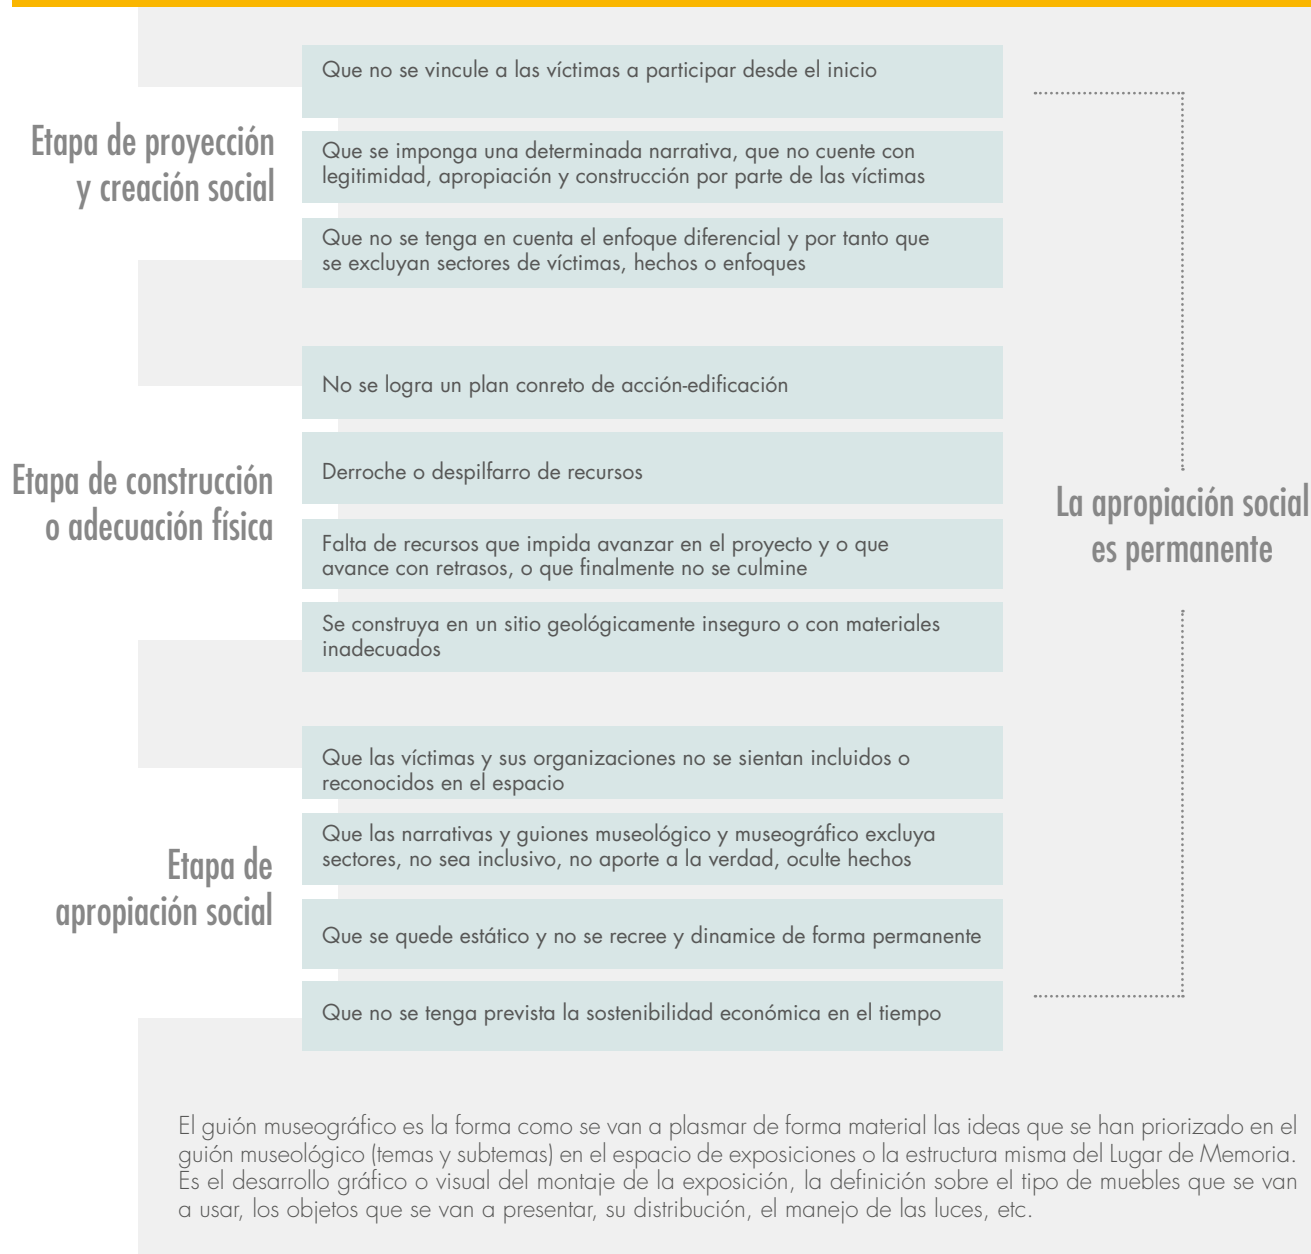 Etapa de proyección
y creación social
Que no se vincule a las víctimas a participar desde el inicio
Que se imponga una determinada narrativa, que no cuente con
legitimidad, apropiación y construcción por parte de las víctimas
Que no se tenga en cuenta el enfoque diferencial y por tanto que
se excluyan sectores de víctimas, hechos o enfoques
Etapa de construcción
o adecuación física
No se logra un plan conreto de acción-edificación
Derroche o despilfarro de recursos
Falta de recursos que impida avanzar en el proyecto y o que
avance con retrasos, o que finalmente no se culmine
Se construya en un sitio geológicamente inseguro o con materiales
inadecuados
Etapa de
apropiación social
Que las víctimas y sus organizaciones no se sientan incluidos o
reconocidos en el espacio
Que las narrativas y guiones museológico y museográfico excluya
sectores, no sea inclusivo, no aporte a la verdad, oculte hechos
Que se quede estático y no se recree y dinamice de forma permanente
Que no se tenga prevista la sostenibilidad económica en el tiempo
La apropiación social
es permanente
El guión museográfico es la forma como se van a plasmar de forma material las ideas que se han priorizado en el
guión museológico (temas y subtemas) en el espacio de exposiciones o la estructura misma del Lugar de Memoria.
Es el desarrollo gráfico o visual del montaje de la exposición, la definición sobre el tipo de muebles que se van
a usar, los objetos que se van a presentar, su distribución, el manejo de las luces, etc.